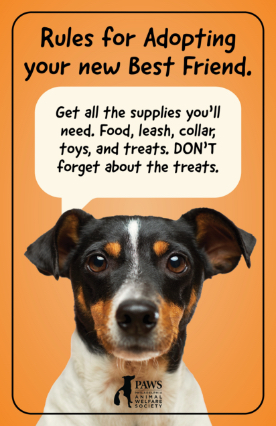 Rules for Adopting
your new Best Friend.
Get all the supplies you'll
need. Food, leash, collar,
toys, and treats. DON'T
forget about the treats.
PAWS
PHILADELPHIA
ANIMAL
WELFARE
SOCIETY